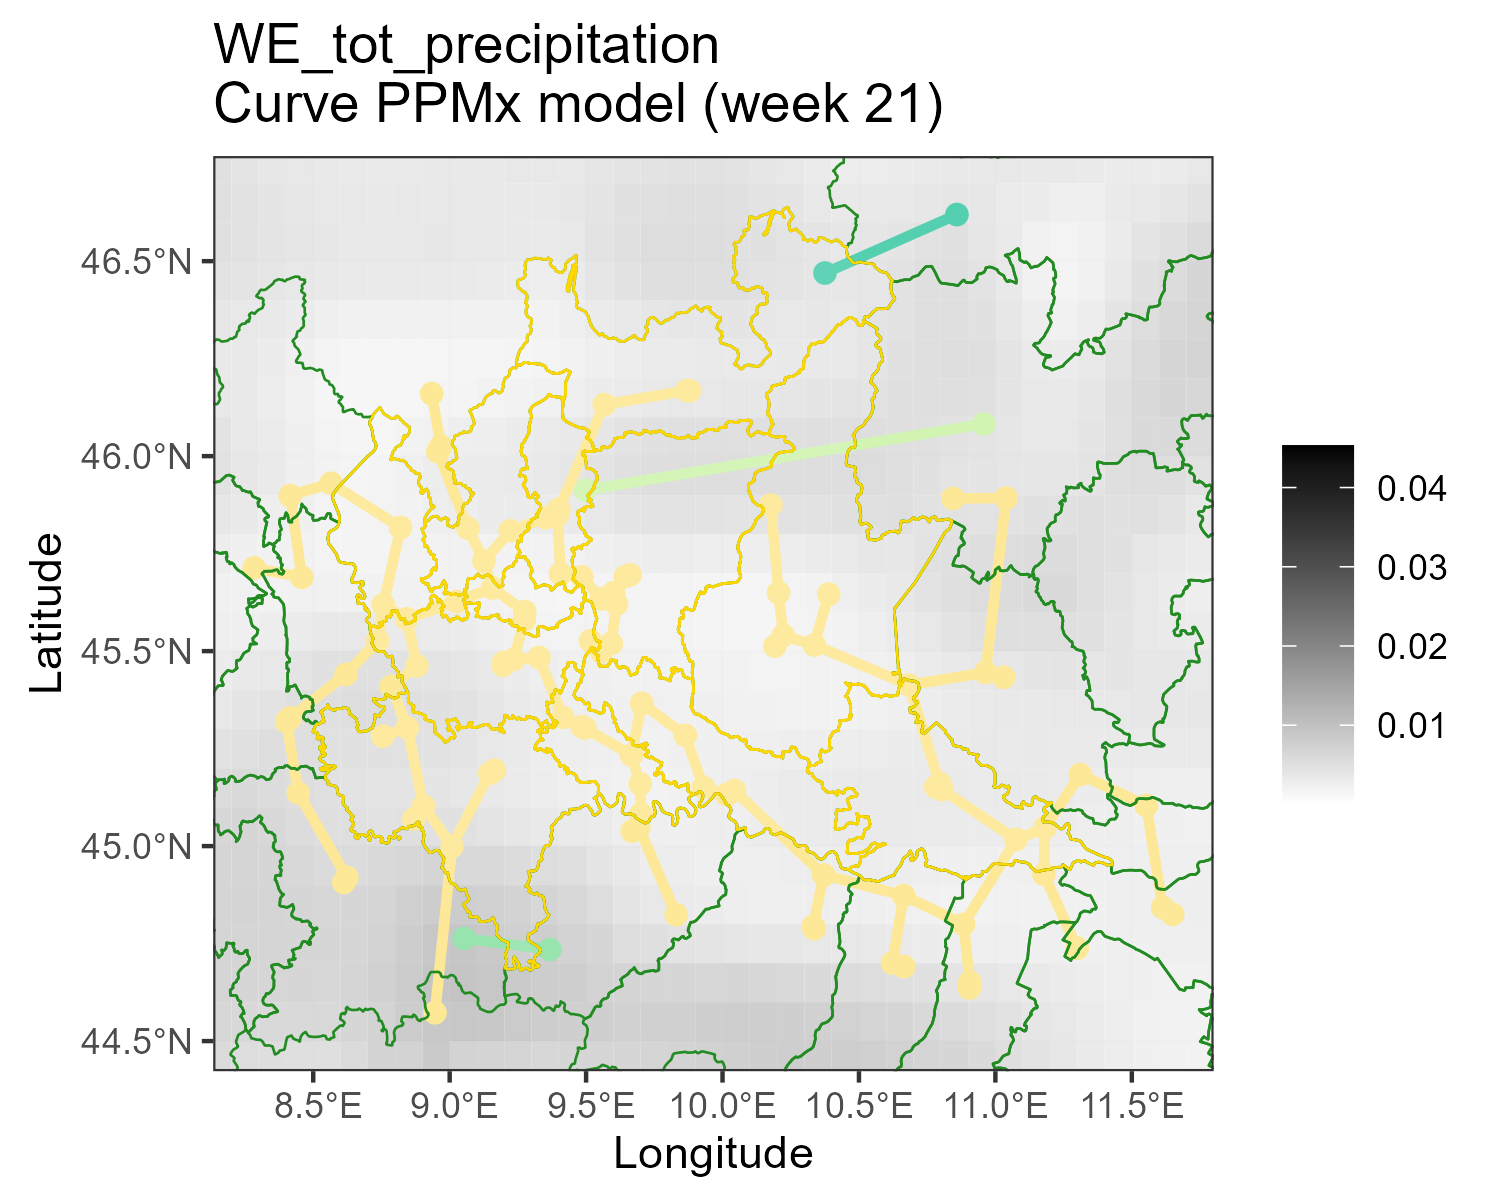 WE_tot_precipitation
Curve PPMx model (week 21)
46.5°N
46.0°N
45.5°N
45.0°N
44.5°N
Latitude
8.5°E 9.0°E 9.5°E 10.0°E 10.5°E 11.0°E 11.5°E
Longitude
0.04
0.03
0.02
0.01